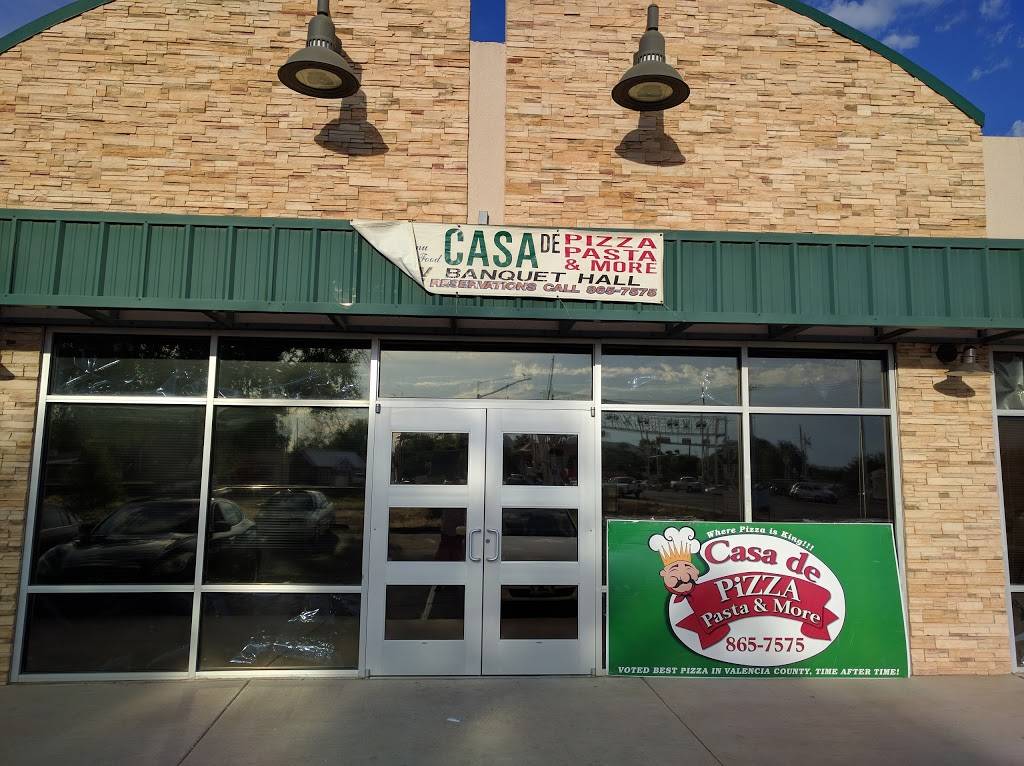 Food
CASA DE PIZZA
PASTA
& MORE
BANQUET HALL
RESERVATIONS CALL 865-7575
Where Pizza is King!!!
Casa de
PiZZA
Pasta & More
865-7575
VOTED BEST PIZZA IN VALENCIA COUNTY, TIME AFTER TIME!